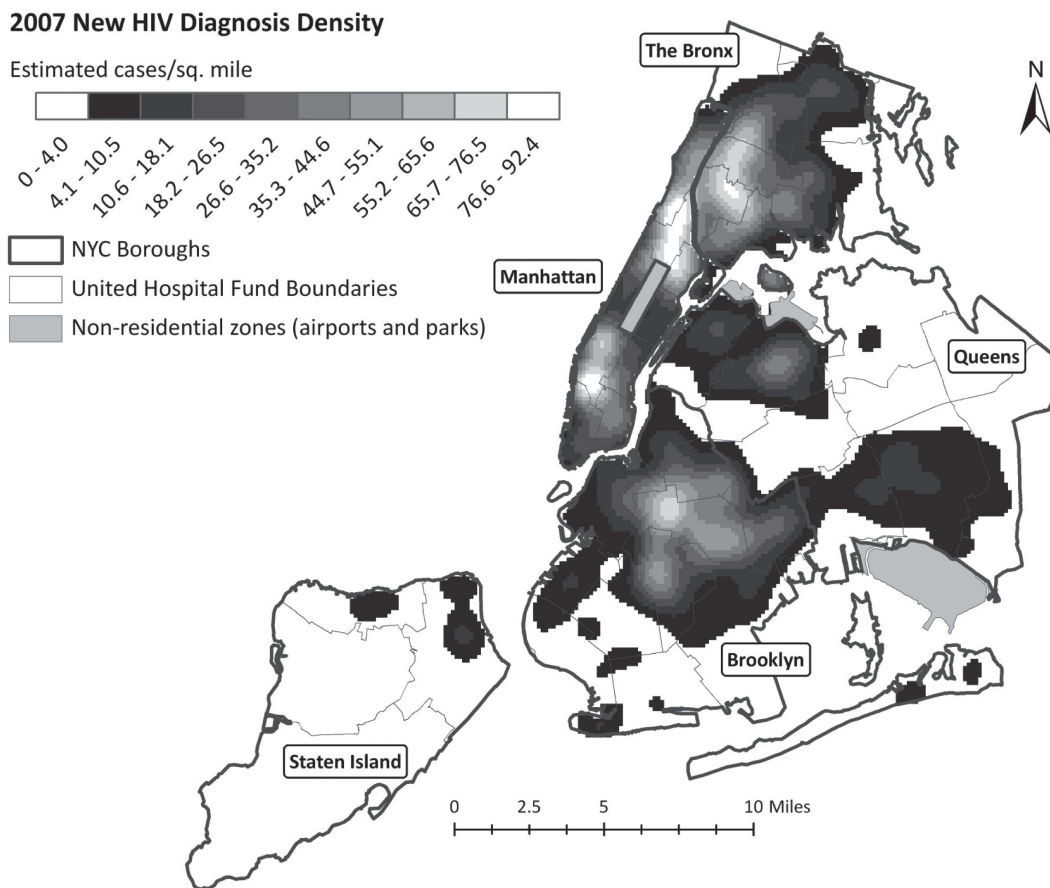 2007 New HIV Diagnosis Density
Estimated cases/sq. mile
0 - 4.0
4.1 - 10.5
10.6 - 18.1
18.2 - 26.5
26.6 - 35.2
35.3 - 44.6
44.7 - 55.1
55.2 - 65.6
65.7 - 76.5
76.6 - 92.4
NYC Boroughs
United Hospital Fund Boundaries
Non-residential zones (airports and parks)
The Bronx
N
Manhattan
Queens
Brooklyn
Staten Island
0 2.5 5 10 Miles